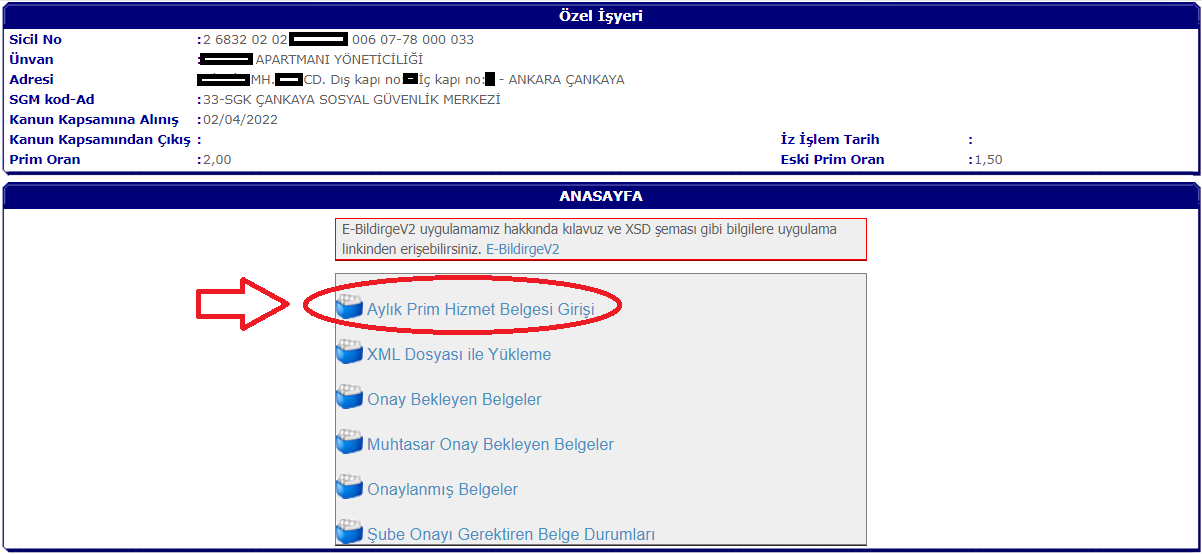 Özel İşyeri
Sicil No :2 6832 02 02 006 07-78 000 033
Ünvan : APARTMANI YÖNETİCİLİĞİ
Adresi : MH. CD. Dış kapı no İç kapı no: - ANKARA ÇANKAYA
SGM kod-Ad :33-SGK ÇANKAYA SOSYAL GÜVENLİK MERKEZİ
Kanun Kapsamına Alınış :02/04/2022
Kanun Kapsamından Çıkış : İz İşlem Tarih :
Prim Oran :2,00 Eski Prim Oran :1,50
ANASAYFA
E-BildirgeV2 uygulamamız hakkında kılavuz ve XSD şeması gibi bilgilere uygulama
linkinden erişebilirsiniz. E-BildirgeV2
Aylık Prim Hizmet Belgesi Girişi
XML Dosyası ile Yükleme
Onay Bekleyen Belgeler
Muhtasar Onay Bekleyen Belgeler
Onaylanmış Belgeler
Şube Onayı Gerektiren Belge Durumları